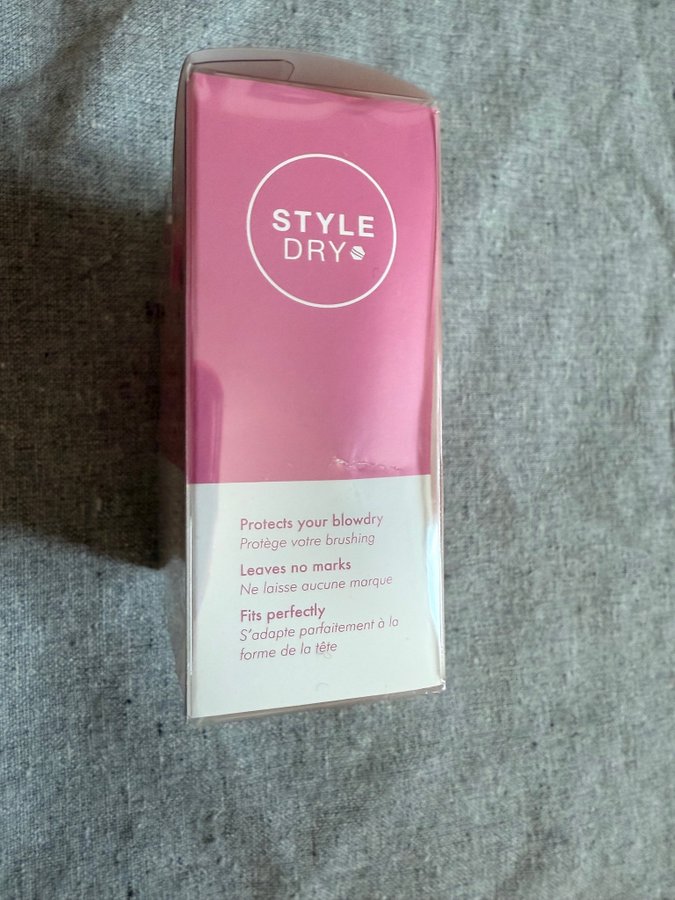 STYLE
DRY
Protects your blowdry
Protège votre brushing
Leaves no marks
Ne laisse aucune marque
Fits perfectly
S'adapte parfaitement à la
forme de la tête